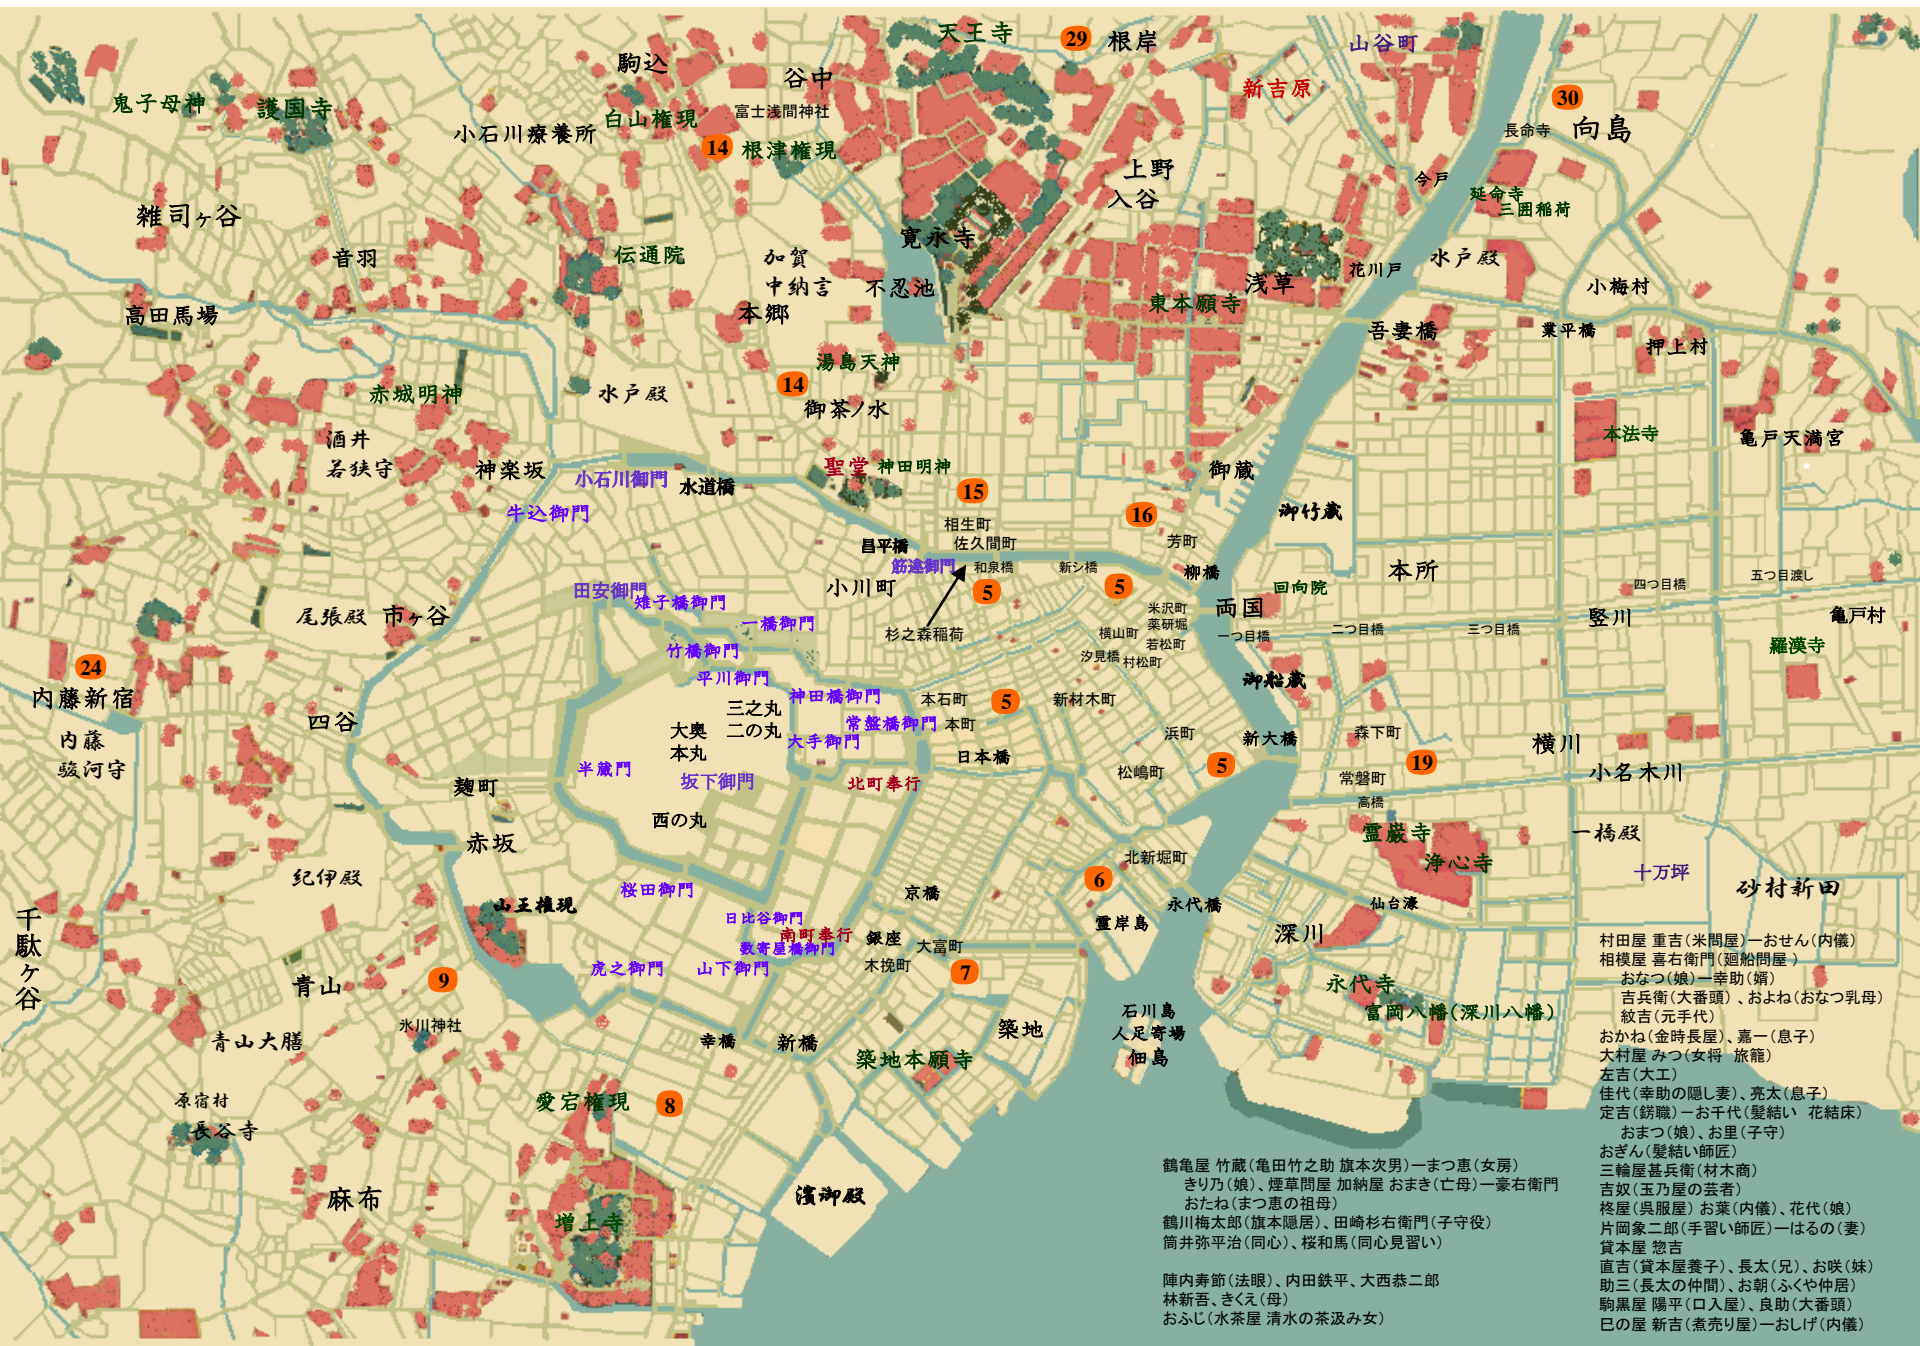 天王寺
29
根岸
山谷町
駒込
谷中
新吉原
30
鬼子母神
護国寺
小石川療養所
白山権現
富士浅間神社
長命寺
向島
14
根津権現
上野
入谷
今戸
延命寺
三囲稲荷
雑司ヶ谷
音羽
伝通院
加賀
中納言
寛永寺
不忍池
浅草
花川戸
水戸殿
小梅村
高田馬場
本郷
東本願寺
吾妻橋
業平橋
押上村
湯島天神
14
御茶ノ水
赤城明神
水戸殿
酒井
若狭守
本法寺
亀戸天満宮
神楽坂
小石川御門
水道橋
聖堂
神田明神
御蔵
牛込御門
15
16
御竹蔵
相生町
佐久間町
昌平橋
筋違御門
和泉橋
新シ橋
芳町
柳橋
本所
五つ目渡し
四つ目橋
田安御門
雉子橋御門
小川町
5
5
回向院
尾張殿
市ヶ谷
一橋御門
杉之森稲荷
米沢町
薬研堀
両国
横山町
若松町
一つ目橋
二つ目橋
三つ目橋
竪川
亀戸村
竹橋御門
汐見橋
村松町
羅漢寺
24
内藤新宿
平川御門
神田橋御門
本石町
5
新材木町
御船蔵
四谷
三之丸
二の丸
大奥
本丸
常盤橋御門
大手御門
本町
日本橋
浜町
新大橋
森下町
横川
内藤
駿河守
半蔵門
坂下御門
北町奉行
松嶋町
5
常磐町
19
小名木川
麹町
高橋
西の丸
赤坂
霊巌寺
浄心寺
一橋殿
北新堀町
紀伊殿
桜田御門
京橋
6
十万坪
砂村新田
山王権現
永代橋
仙台濠
千駄ヶ谷
日比谷御門
南町奉行
数寄屋橋御門
銀座
大富町
霊岸島
深川
虎之御門
山下御門
木挽町
7
青山
9
永代寺
富岡八幡(深川八幡)
氷川神社
青山大膳
幸橋
新橋
築地
石川島
人足寄場
佃島
築地本願寺
原宿村
長谷寺
愛宕権現
8
麻布
増上寺
濱御殿
村田屋 重吉(米問屋)ーおせん(内儀)
相模屋 喜右衛門(廻船問屋 )
おなつ(娘)ー幸助(婿)
吉兵衛(大番頭) 、およね(おなつ乳母)
紋吉(元手代)
おかね(金時長屋)、嘉一(息子)
大村屋 みつ(女将 旅籠)
左吉(大工)
佳代(幸助の隠し妻)、亮太(息子)
定吉(錺職)ーお千代(髪結い 花結床)
おまつ(娘)、お里(子守)
おぎん(髪結い師匠)
三輪屋甚兵衛(材木商)
吉奴(玉乃屋の芸者)
柊屋(呉服屋) お葉(内儀)、花代(娘)
片岡象二郎(手習い師匠)ーはるの(妻)
貸本屋 惣吉
直吉(貸本屋養子)、長太(兄)、お咲(妹)
助三(長太の仲間)、お朝(ふくや仲居)
駒黒屋 陽平(口入屋)、良助(大番頭)
巳の屋 新吉(煮売り屋)ーおしげ(内儀)
鶴亀屋 竹蔵(亀田竹之助 旗本次男)ーまつ恵(女房)
きり乃(娘)、煙草問屋 加納屋 おまき(亡母)ー豪右衛門
おたね(まつ恵の祖母)
鶴川梅太郎(旗本隠居)、田崎杉右衛門(子守役)
筒井弥平治(同心)、桜和馬(同心見習い)
陣内寿節(法眼)、内田鉄平、大西恭二郎
林新吾、きくえ(母)
おふじ(水茶屋 清水の茶汲み女)